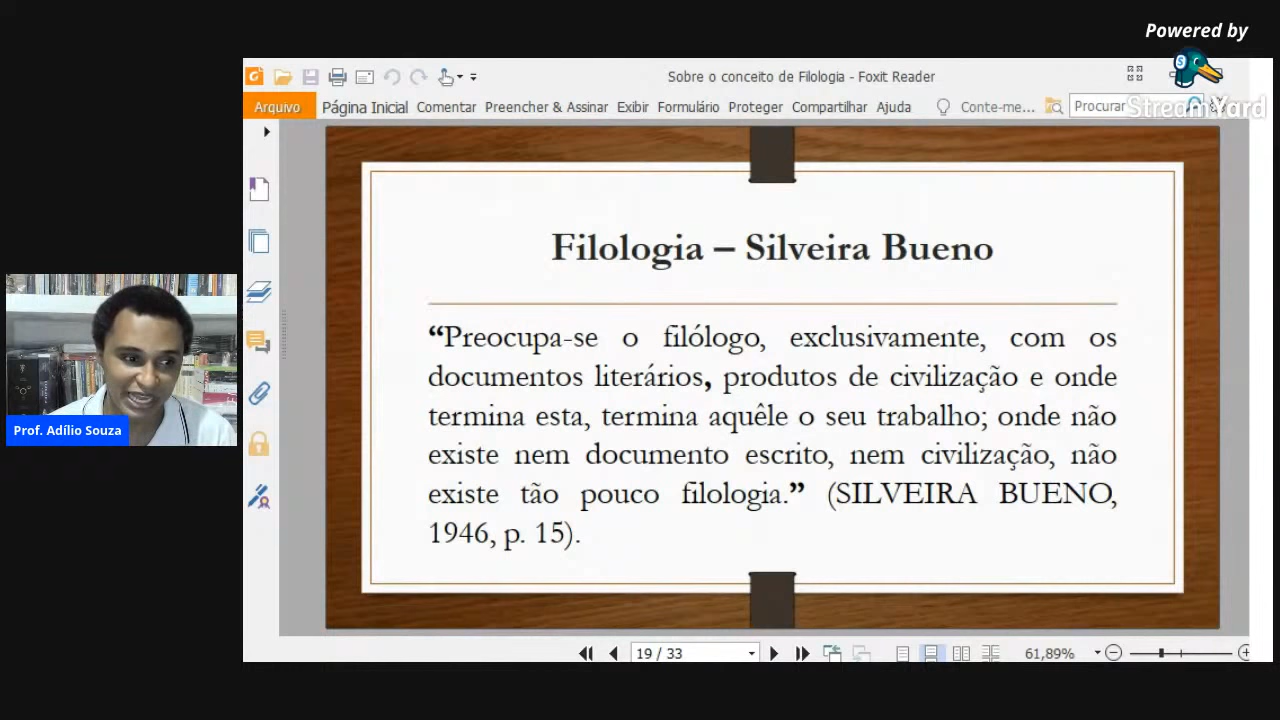 Powered by
StreamYard
Sobre o conceito de Filologia - Foxit Reader
Arquivo Página Inicial Comentar Preencher & Assinar Exibir Formulário Proteger Compartilhar Ajuda Conte-me... Procurar
Filologia – Silveira Bueno
“Preocupa-se o filólogo, exclusivamente, com os
documentos literários, produtos de civilização e onde
termina esta, termina aquêle o seu trabalho; onde não
existe nem documento escrito, nem civilização, não
existe tão pouco filologia.” (SILVEIRA BUENO,
1946, p. 15).
Prof. Adílio Souza
19 / 33
61,89%